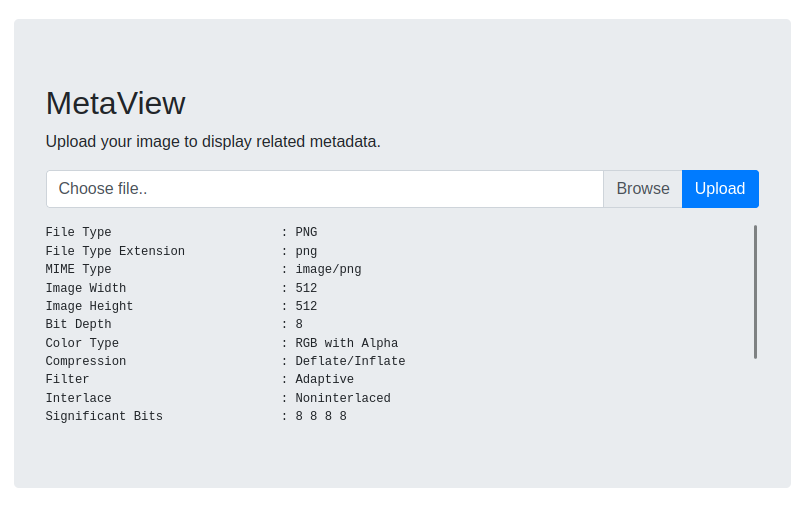 MetaView
Upload your image to display related metadata.
Choose file.. Browse Upload
File Type : PNG
File Type Extension : png
MIME Type : image/png
Image Width : 512
Image Height : 512
Bit Depth : 8
Color Type : RGB with Alpha
Compression : Deflate/Inflate
Filter : Adaptive
Interlace : Noninterlaced
Significant Bits : 8 8 8 8